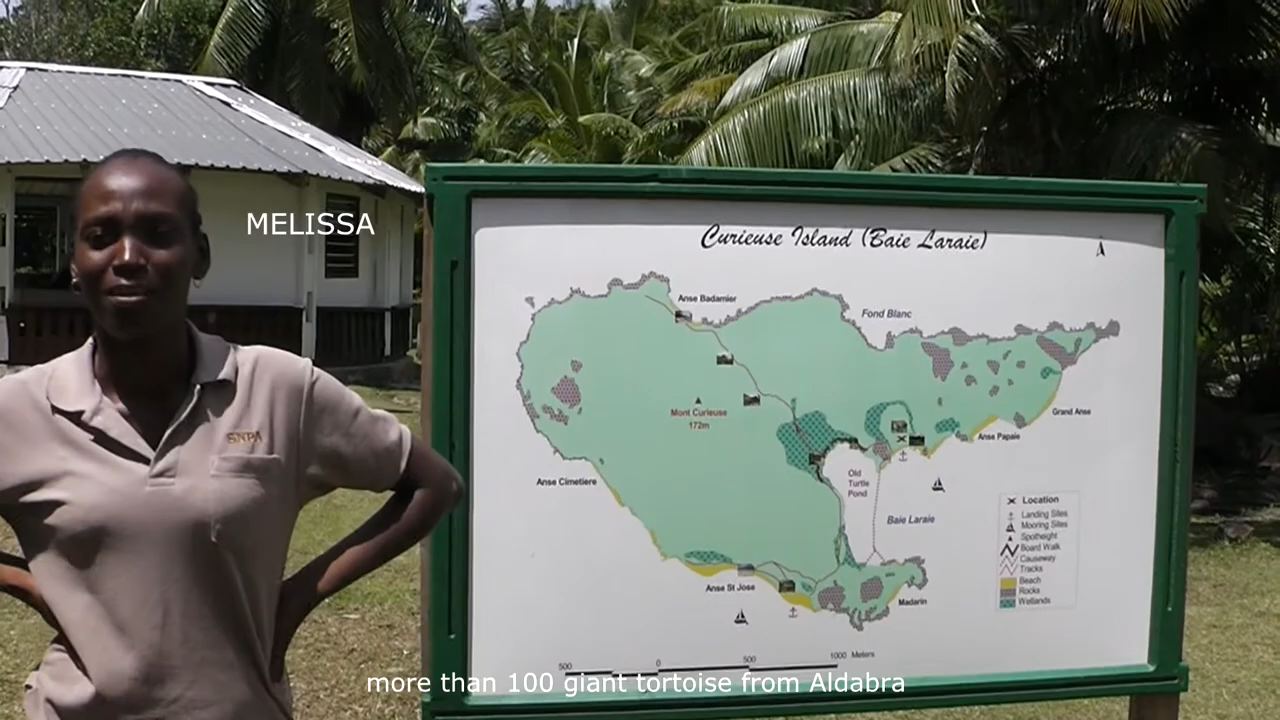 MELISSA
SNPA
Curieuse Island (Baie Laraie)
Anse Badamier
Fond Blanc
Mont Curieuse
172m
Grand Anse
Anse Papaie
Anse Cimetiere
Old
Turtle
Pond
Baie Laraie
Anse St Jose
Madarin
Location
Landing Sites
Mooring Sites
Spotheight
Board Walk
Causeway
Tracks
Beach
Rocks
Wetlands
500 0 500 1000 Meters
more than 100 giant tortoise from Aldabra